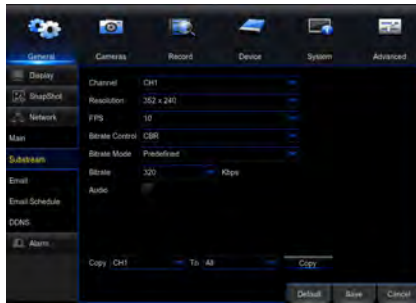 General Cameras Record Device System Advanced
Display
SnapShot
Network
Main
Substream
Email
Email Schedule
DDNS
Alarm
Channel CH1
Resolution 352 x 240
FPS 10
Bitrate Control CBR
Bitrate Mode Predefined
Bitrate 320 Kbps
Audio
Copy CH1 To All Copy
Default Save Cancel